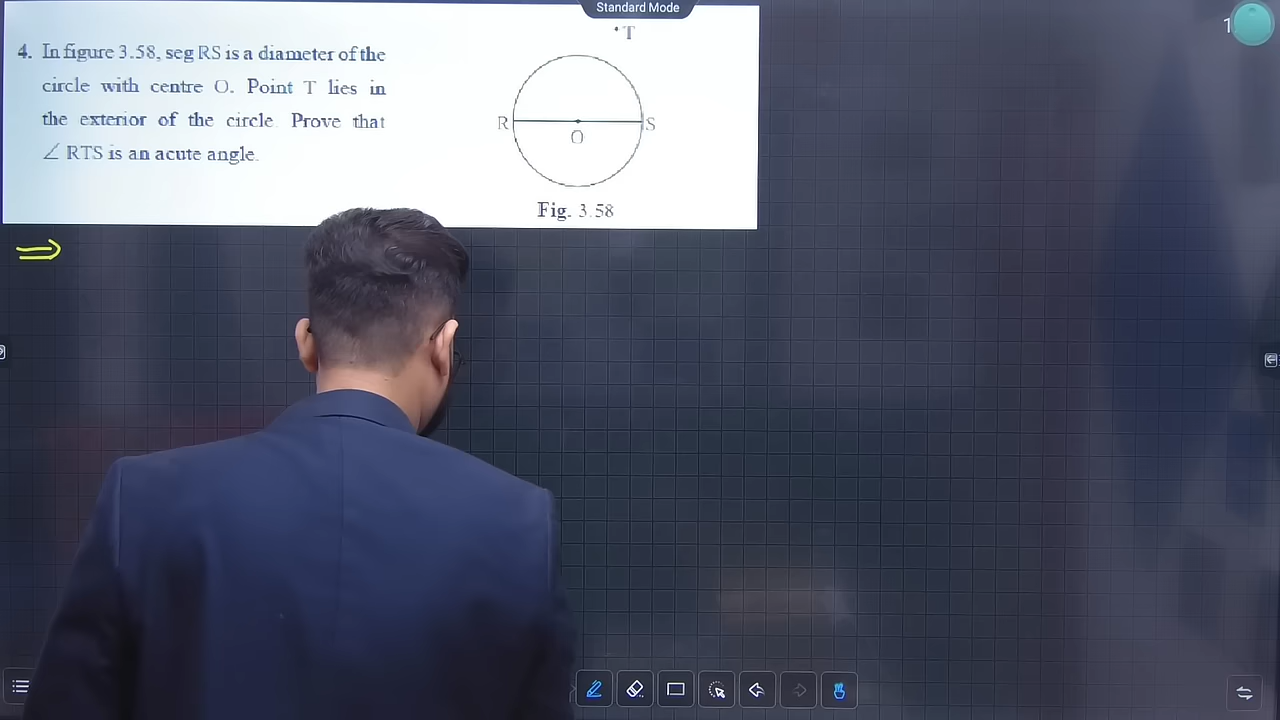 Standard Mode
4. In figure 3.58, seg RS is a diameter of the
circle with centre O. Point T lies in
the exterior of the circle. Prove that
∠ RTS is an acute angle.
T
R
S
O
Fig. 3.58
1